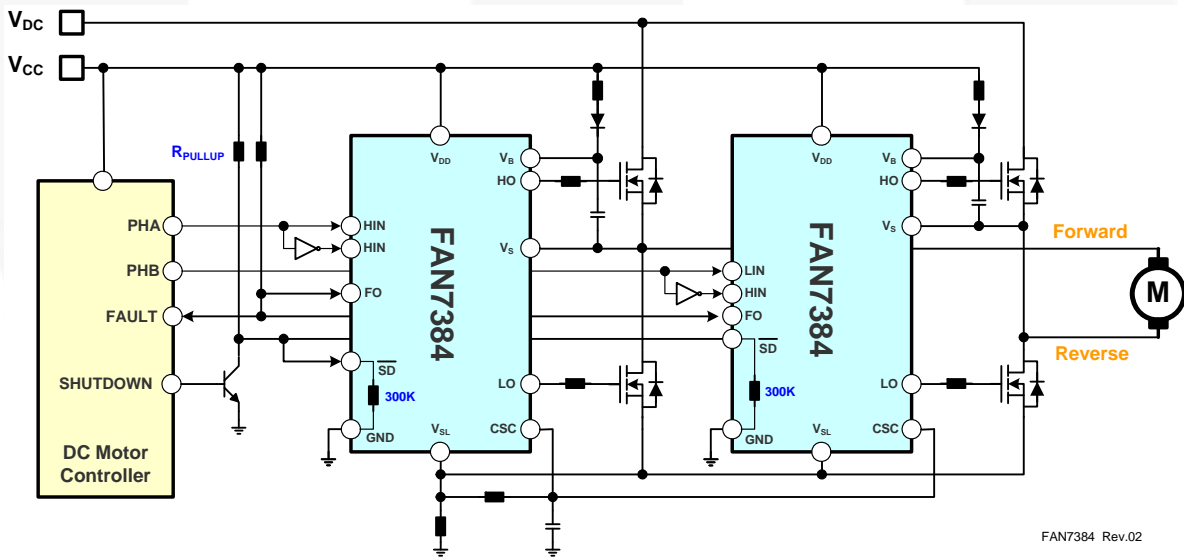 VDC
VCC
RPULLUP
DC Motor
Controller
PHA
PHB
FAULT
SHUTDOWN
FAN7384
VDD
VB
HO
HIN
HIN
VS
FO
SD
300K
LO
GND
VSL
CSC
FAN7384
VDD
VB
HO
VS
LIN
HIN
FO
SD
300K
LO
GND
VSL
CSC
Forward
M
Reverse
FAN7384 Rev.02